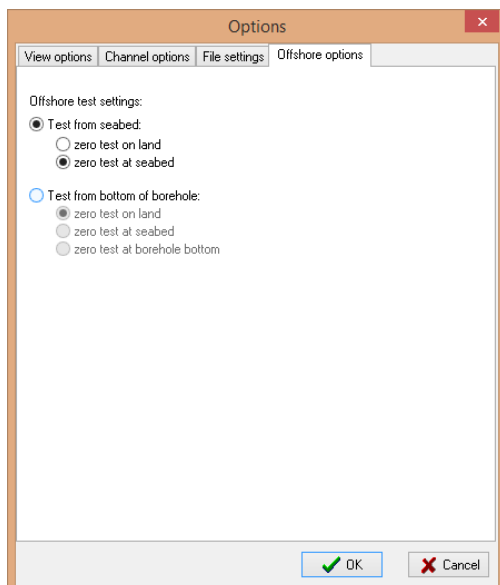 Options
View options
Channel options
File settings
Offshore options
Offshore test settings:
Test from seabed:
zero test on land
zero test at seabed
Test from bottom of borehole:
zero test on land
zero test at seabed
zero test at borehole bottom
OK
Cancel